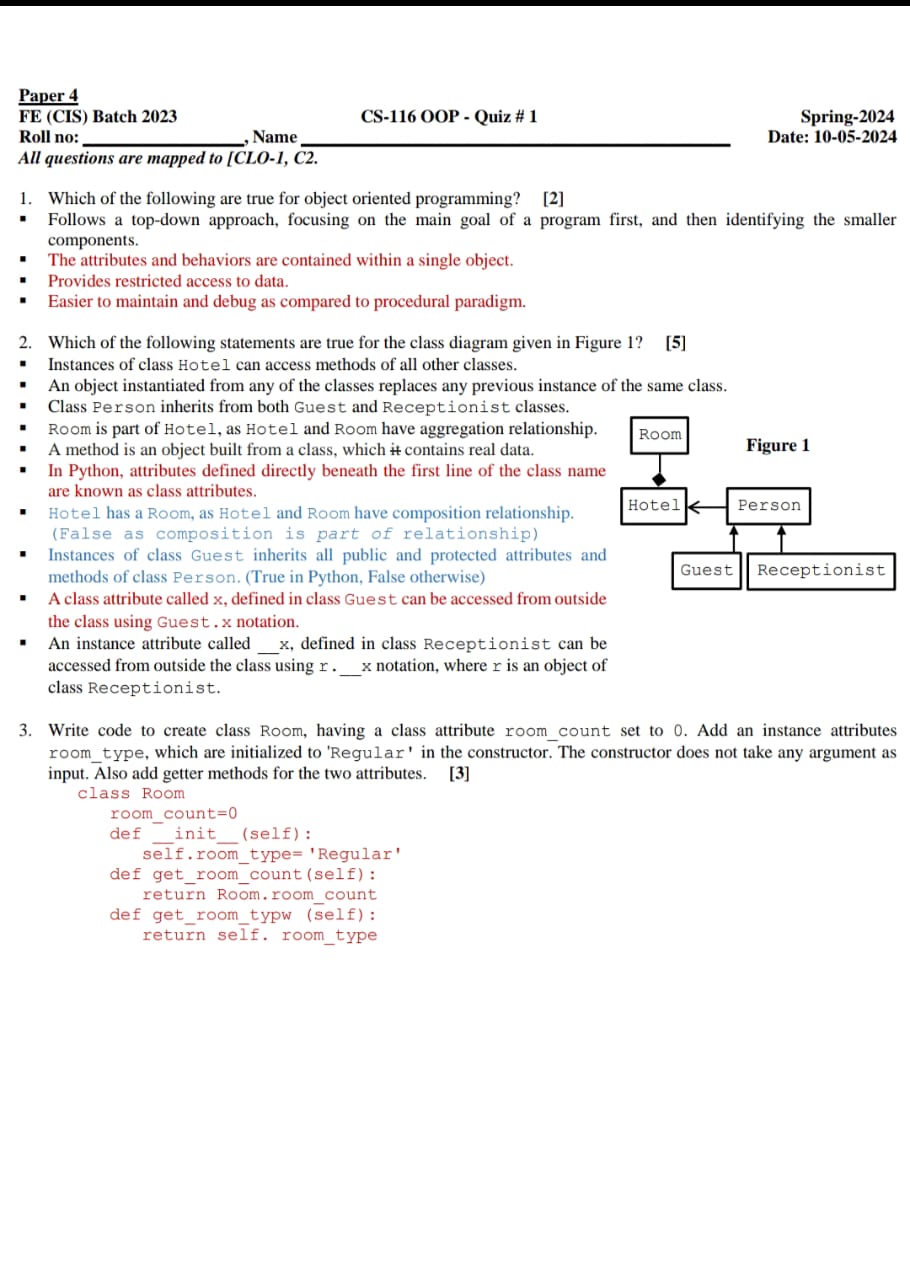 Paper 4
FE (CIS) Batch 2023 CS-116 OOP - Quiz # 1 Spring-2024
Roll no: ___________________, Name ___________________ Date: 10-05-2024
All questions are mapped to [CLO-1, C2.
1. Which of the following are true for object oriented programming? [2]
▪ Follows a top-down approach, focusing on the main goal of a program first, and then identifying the smaller
components.
▪ The attributes and behaviors are contained within a single object.
▪ Provides restricted access to data.
▪ Easier to maintain and debug as compared to procedural paradigm.
2. Which of the following statements are true for the class diagram given in Figure 1? [5]
▪ Instances of class Hotel can access methods of all other classes.
▪ An object instantiated from any of the classes replaces any previous instance of the same class.
▪ Class Person inherits from both Guest and Receptionist classes.
▪ Room is part of Hotel, as Hotel and Room have aggregation relationship.
▪ A method is an object built from a class, which it contains real data.
▪ In Python, attributes defined directly beneath the first line of the class name
are known as class attributes.
▪ Hotel has a Room, as Hotel and Room have composition relationship.
(False as composition is part of relationship)
▪ Instances of class Guest inherits all public and protected attributes and
methods of class Person. (True in Python, False otherwise)
▪ A class attribute called x, defined in class Guest can be accessed from outside
the class using Guest.x notation.
▪ An instance attribute called __x, defined in class Receptionist can be
accessed from outside the class using r.__x notation, where r is an object of
class Receptionist.
Room
Figure 1
Hotel
Person
Guest
Receptionist
3. Write code to create class Room, having a class attribute room_count set to 0. Add an instance attributes
room_type, which are initialized to 'Regular' in the constructor. The constructor does not take any argument as
input. Also add getter methods for the two attributes. [3]
class Room
room_count=0
def __init__(self):
self.room_type= 'Regular'
def get_room_count(self):
return Room.room_count
def get_room_typw (self):
return self. room_type